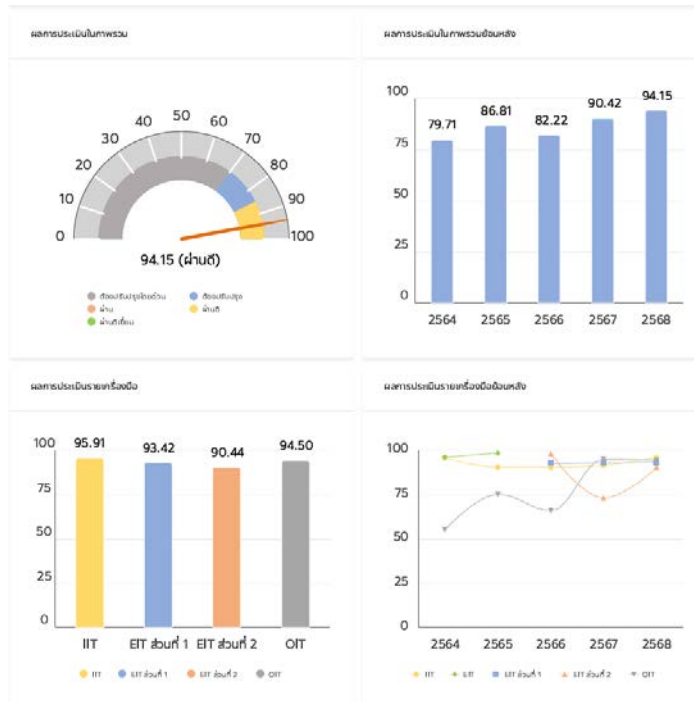 ผลการประเมินในภาพรวม
0
10
20
30
40
50
60
70
80
90
100
94.15 (ผ่านดี)
ต้องปรับปรุงโดยด่วน
ต้องปรับปรุง
ผ่าน
ผ่านดี
ผ่านดีเยี่ยม
ผลการประเมินในภาพรวมย้อนหลัง
100
75
50
25
0
79.71
86.81
82.22
90.42
94.15
2564
2565
2566
2567
2568
ผลการประเมินรายเครื่องมือ
100
75
50
25
0
95.91
93.42
90.44
94.50
IIT
EIT ส่วนที่ 1
EIT ส่วนที่ 2
OIT
IIT
EIT ส่วนที่ 1
EIT ส่วนที่ 2
OIT
ผลการประเมินรายเครื่องมือย้อนหลัง
100
75
50
25
0
2564
2565
2566
2567
2568
IIT
EIT
EIT ส่วนที่ 1
EIT ส่วนที่ 2
OIT